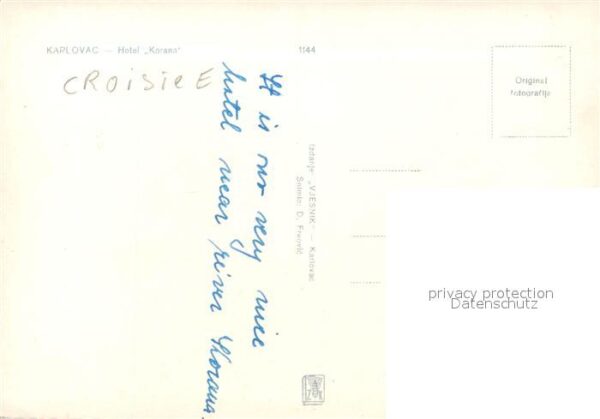 KARLOVAC — Hotel „Korana"
1144
CROISIEE
It is our very nice
hotel near river Korana.
Izdanje: „VJESNIK" — Karlovac
Snimio: D.
Original
fotografija
privacy protection
Datenschutz